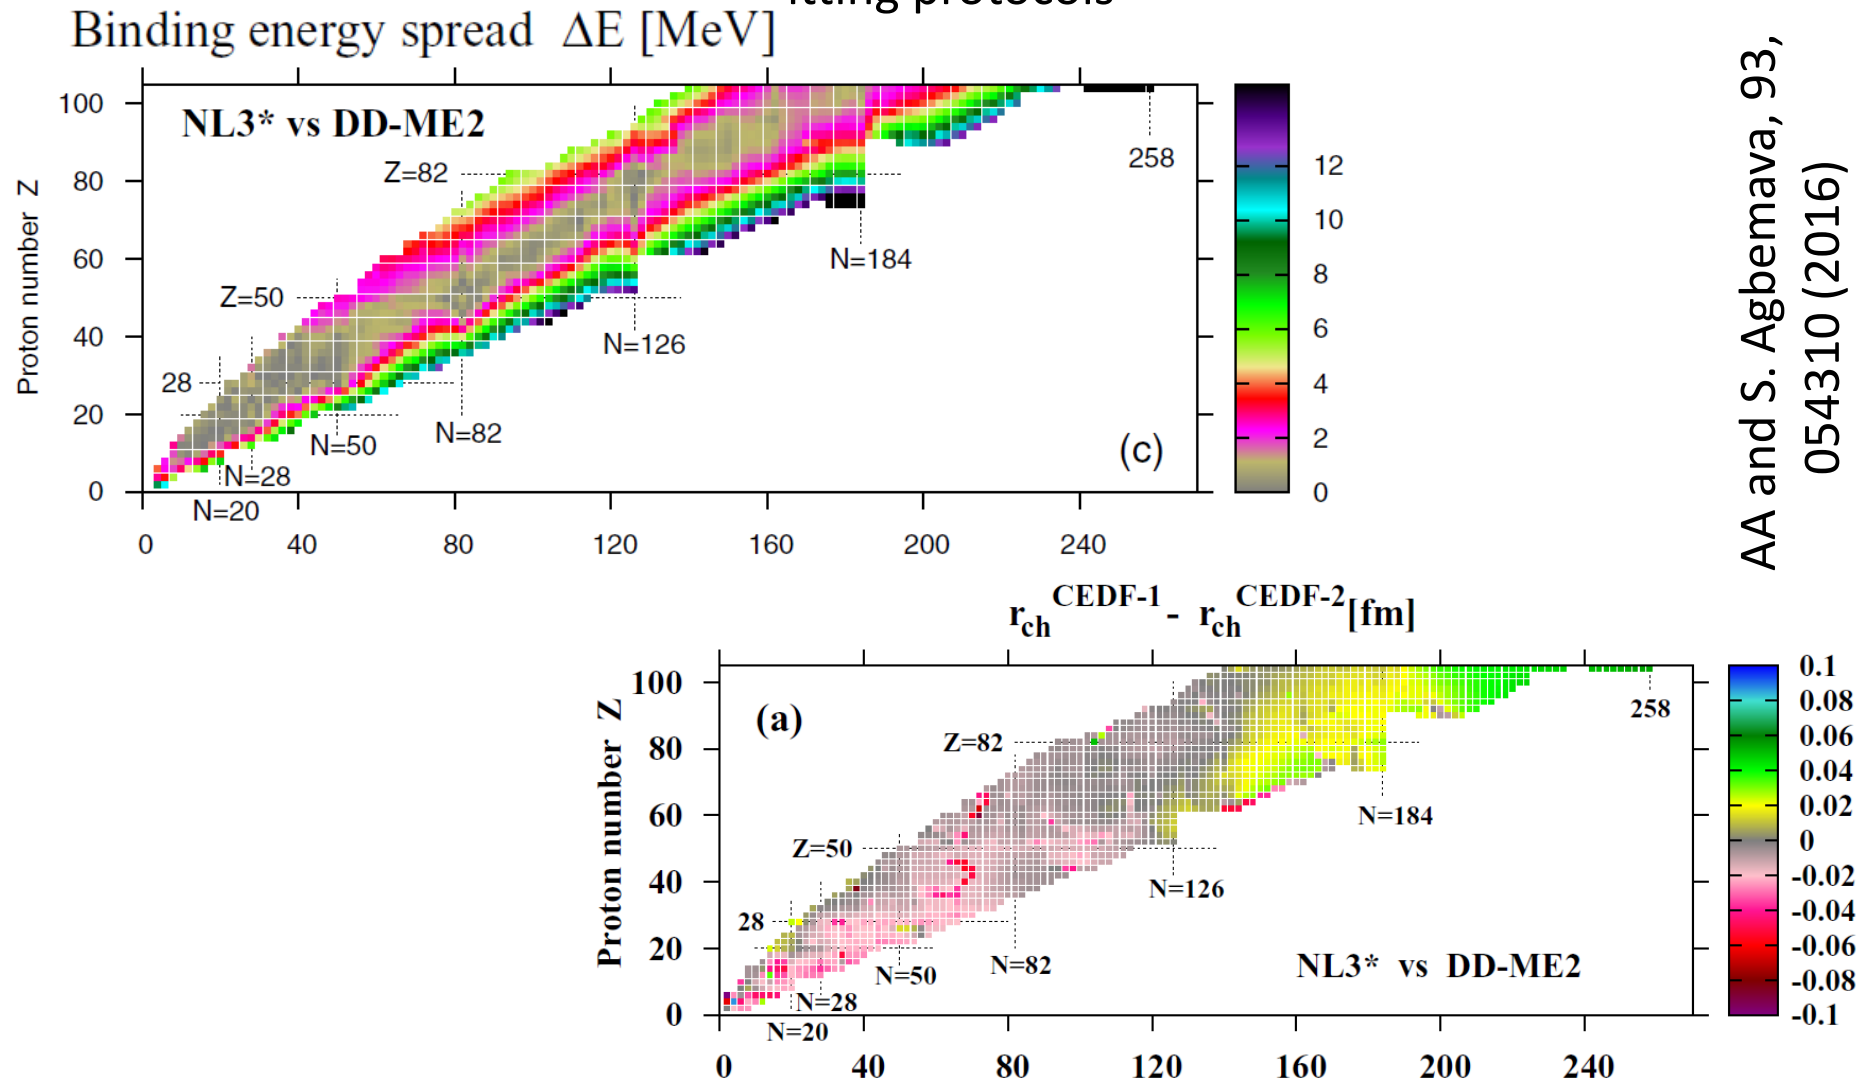 fitting protocols
Binding energy spread ΔE [MeV]
NL3* vs DD-ME2
Proton number Z
100
80
60
40
20
0
Z=82
Z=50
28
N=20
N=28
N=50
N=82
N=126
N=184
258
(c)
0
40
80
120
160
200
240
12
10
8
6
4
2
0
AA and S. Agbemava, 93,
054310 (2016)
r_ch^CEDF-1 - r_ch^CEDF-2 [fm]
(a)
Proton number Z
100
80
60
40
20
0
Z=82
Z=50
28
N=20
N=28
N=50
N=82
N=126
N=184
258
NL3* vs DD-ME2
0
40
80
120
160
200
240
0.1
0.08
0.06
0.04
0.02
0
-0.02
-0.04
-0.06
-0.08
-0.1